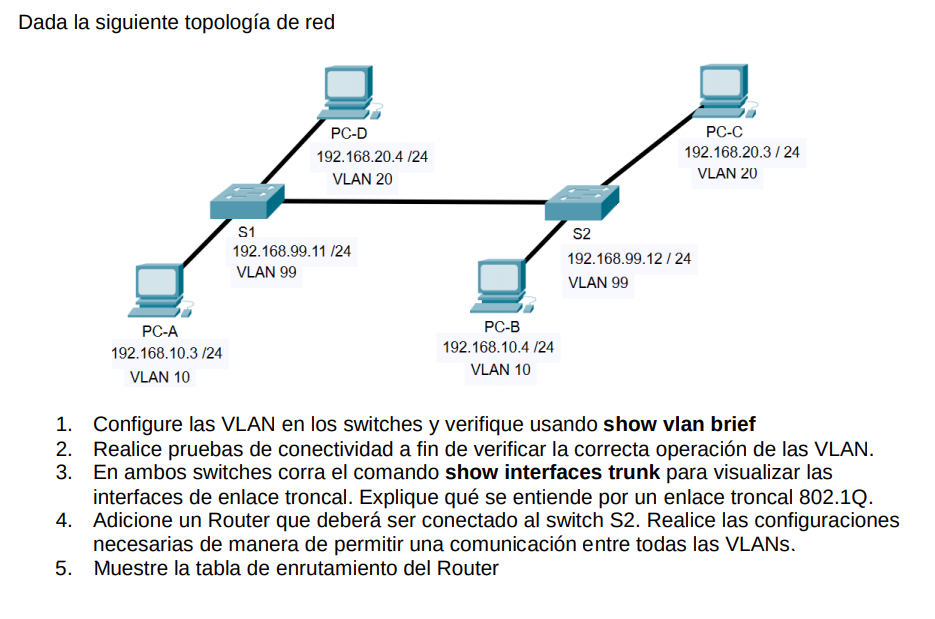 Dada la siguiente topología de red
PC-D
192.168.20.4 /24
VLAN 20
PC-C
192.168.20.3 / 24
VLAN 20
S1
192.168.99.11 /24
VLAN 99
S2
192.168.99.12 / 24
VLAN 99
PC-A
192.168.10.3 /24
VLAN 10
PC-B
192.168.10.4 /24
VLAN 10
1. Configure las VLAN en los switches y verifique usando show vlan brief
2. Realice pruebas de conectividad a fin de verificar la correcta operación de las VLAN.
3. En ambos switches corra el comando show interfaces trunk para visualizar las
interfaces de enlace troncal. Explique qué se entiende por un enlace troncal 802.1Q.
4. Adicione un Router que deberá ser conectado al switch S2. Realice las configuraciones
necesarias de manera de permitir una comunicación entre todas las VLANs.
5. Muestre la tabla de enrutamiento del Router